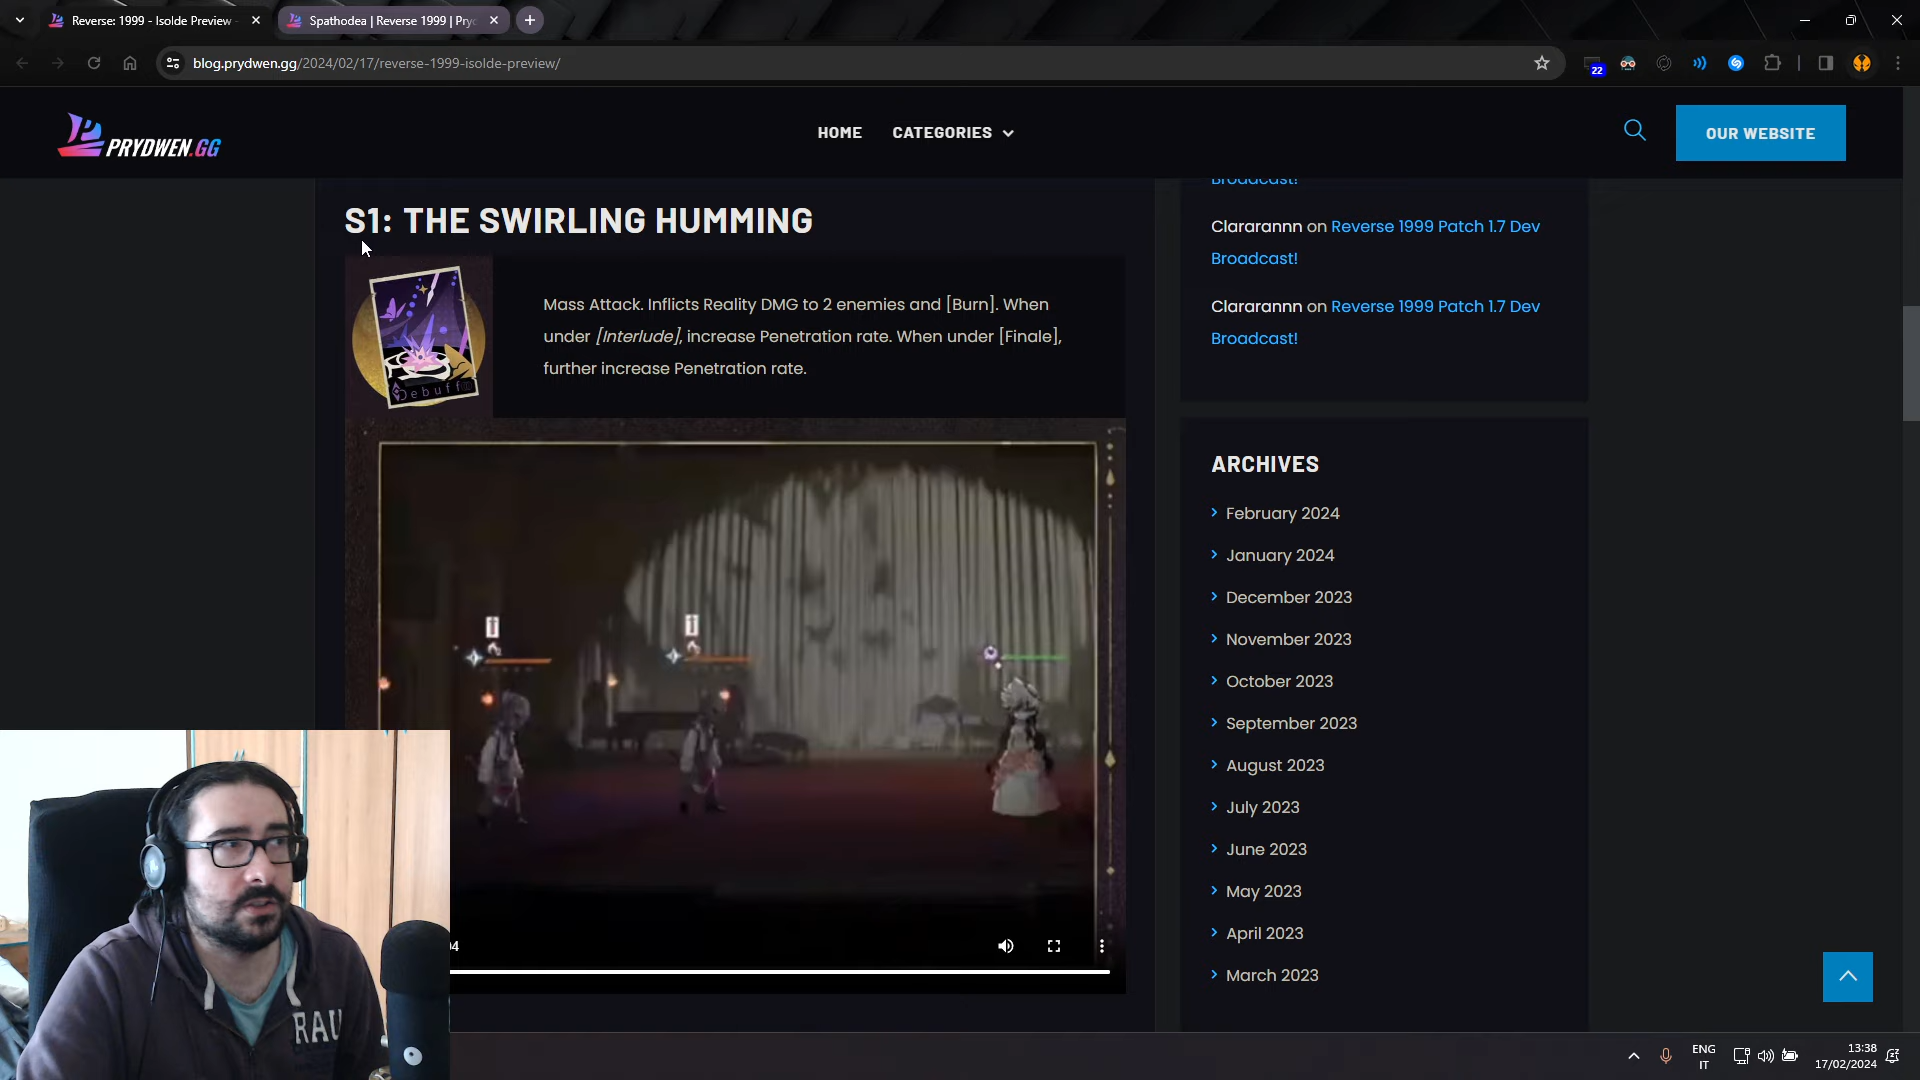 Reverse: 1999 - Isolde Preview
Spathodea | Reverse 1999 | Pry
blog.prydwen.gg/2024/02/17/reverse-1999-isolde-preview/
22
PRYDWEN.GG
HOME
CATEGORIES
OUR WEBSITE
S1: THE SWIRLING HUMMING
Debuff
Mass Attack. Inflicts Reality DMG to 2 enemies and [Burn]. When
under [Interlude], increase Penetration rate. When under [Finale],
further increase Penetration rate.
04
Broadcast!
Clararannn on Reverse 1999 Patch 1.7 Dev
Broadcast!
Clararannn on Reverse 1999 Patch 1.7 Dev
Broadcast!
ARCHIVES
February 2024
January 2024
December 2023
November 2023
October 2023
September 2023
August 2023
July 2023
June 2023
May 2023
April 2023
March 2023
RAU
ENG
IT
13:38
17/02/2024